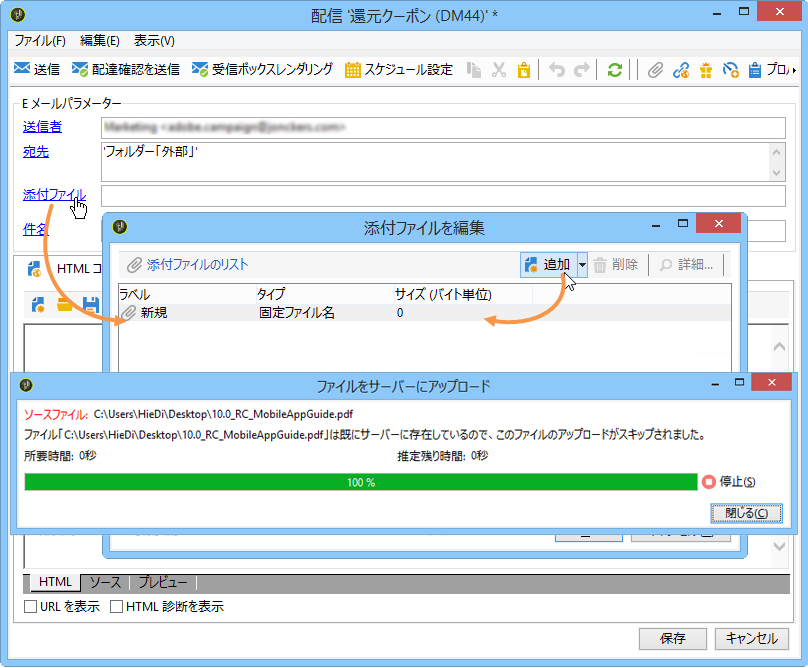 配信 '還元クーポン (DM44)' *
ファイル(F) 編集(E) 表示(V)
送信 配達確認を送信 受信ボックスレンダリング スケジュール設定 プロ
E メールパラメーター
送信者
宛先 'フォルダー「外部」'
添付ファイル
件名
添付ファイルを編集
HTML コ
添付ファイルのリスト 追加 削除 詳細...
ラベル タイプ サイズ (バイト単位)
新規 固定ファイル名 0
ファイルをサーバーにアップロード
ソースファイル: C:\Users\HieDi\Desktop\10.0_RC_MobileAppGuide.pdf
ファイル「C:\Users\HieDi\Desktop\10.0_RC_MobileAppGuide.pdf」は既にサーバーに存在しているので、このファイルのアップロードがスキップされました。
所要時間: 0秒 推定残り時間: 0秒
100 % 停止(S)
閉じる(C)
HTML ソース プレビュー
URL を表示 HTML 診断を表示
保存 キャンセル